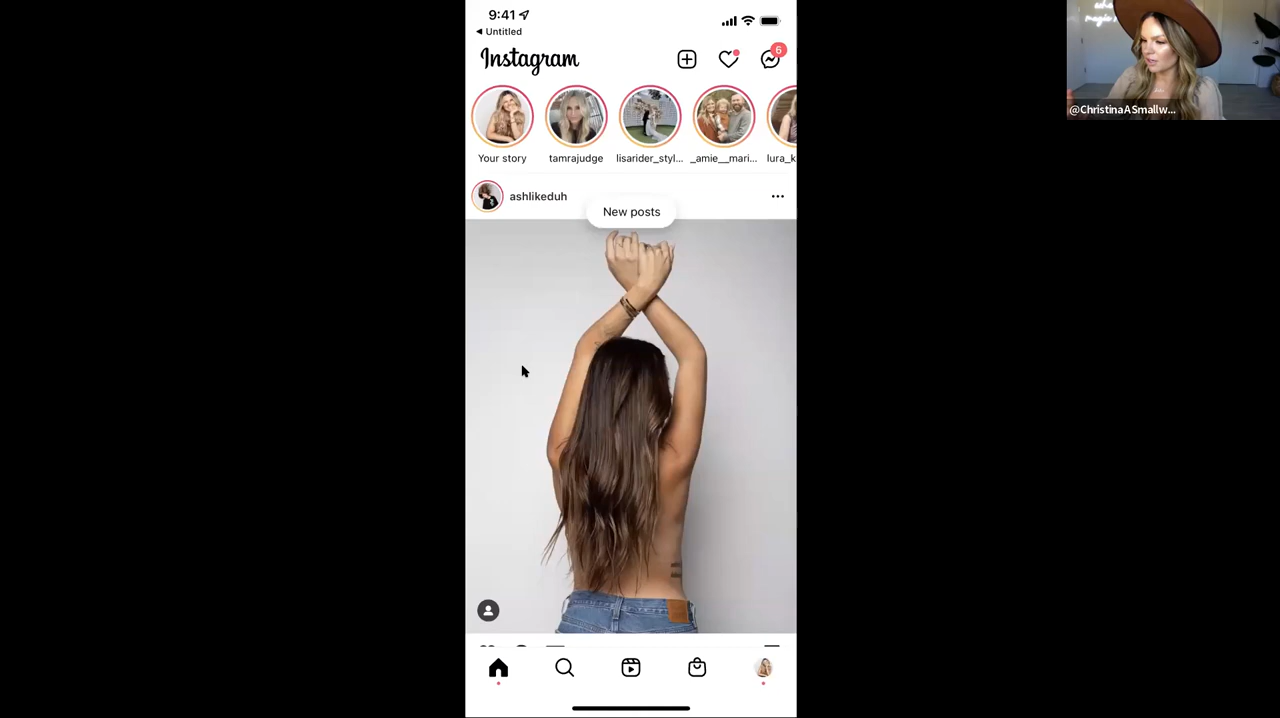 9:41
Untitled
Instagram
6
Your story
tamrajudge
lisarider_styl...
_amie__mari...
lura_k
ashlikeduh
New posts
@ChristinaASmallw...